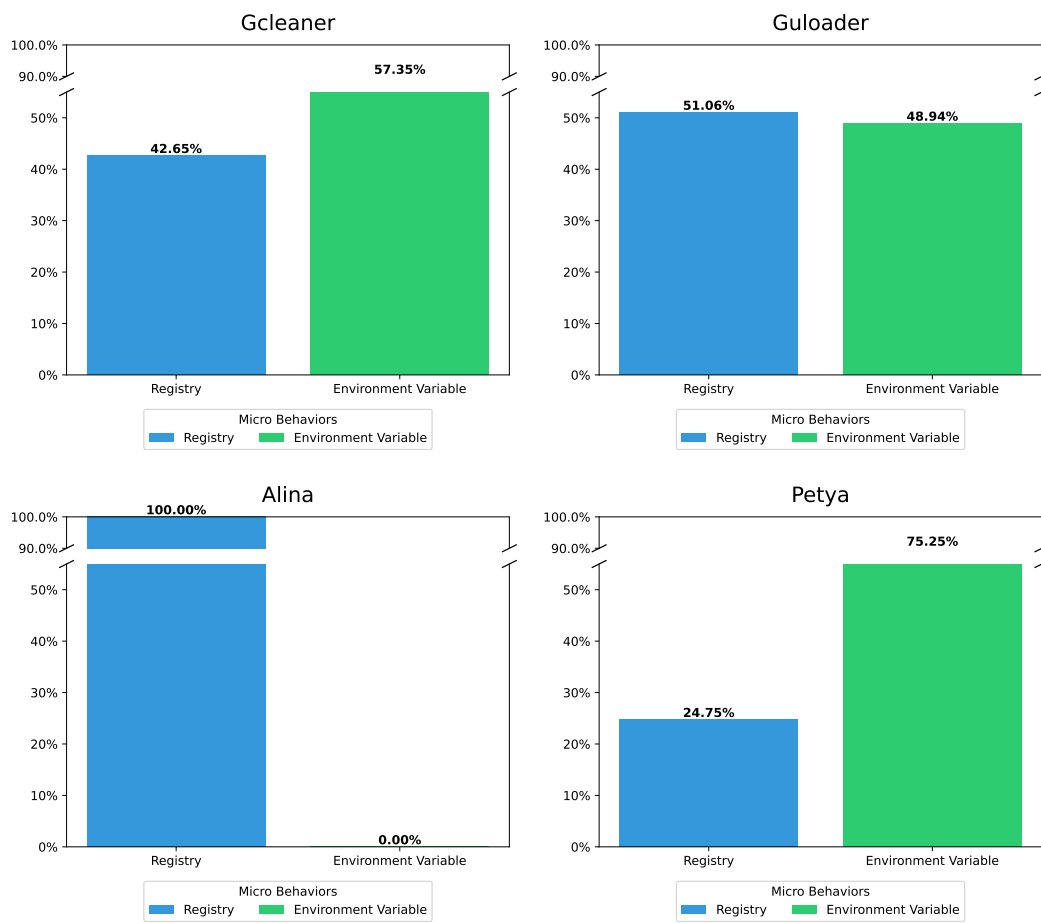 Gcleaner
100.0%
90.0%
57.35%
50%
42.65%
40%
30%
20%
10%
0%
Registry
Environment Variable
Micro Behaviors
Registry
Environment Variable
Guloader
100.0%
90.0%
51.06%
50%
48.94%
40%
30%
20%
10%
0%
Registry
Environment Variable
Micro Behaviors
Registry
Environment Variable
Alina
100.00%
100.0%
90.0%
50%
40%
30%
20%
10%
0.00%
0%
Registry
Environment Variable
Micro Behaviors
Registry
Environment Variable
Petya
100.0%
90.0%
75.25%
50%
40%
30%
24.75%
20%
10%
0%
Registry
Environment Variable
Micro Behaviors
Registry
Environment Variable